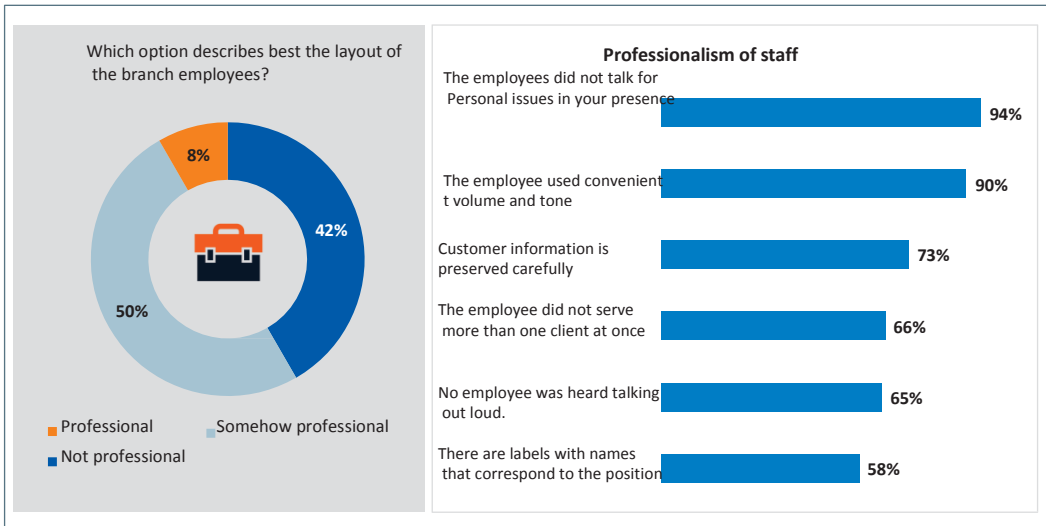 Which option describes best the layout of
the branch employees?
8%
42%
50%
Professional
Somehow professional
Not professional
Professionalism of staff
The employees did not talk for
Personal issues in your presence
94%
The employee used convenient
t volume and tone
90%
Customer information is
preserved carefully
73%
The employee did not serve
more than one client at once
66%
No employee was heard talking
out loud.
65%
There are labels with names
that correspond to the position
58%